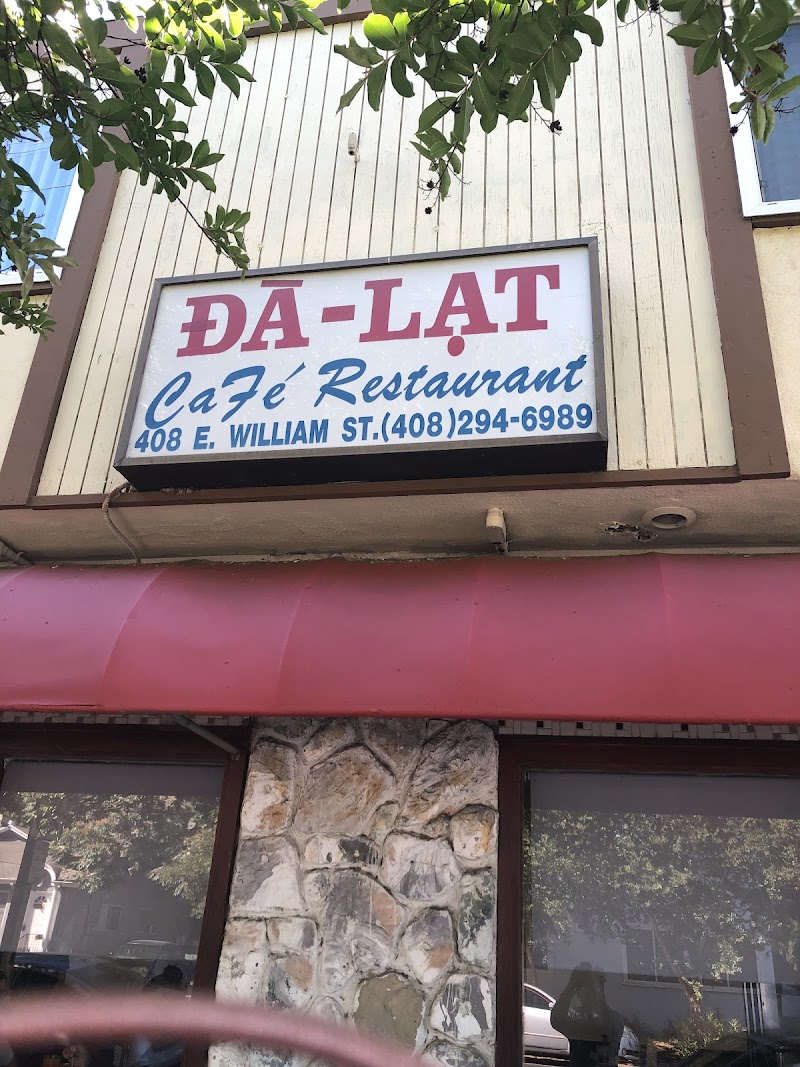 ĐÀ-LẠT
CaFé Restaurant
408 E. WILLIAM ST.(408)294-6989